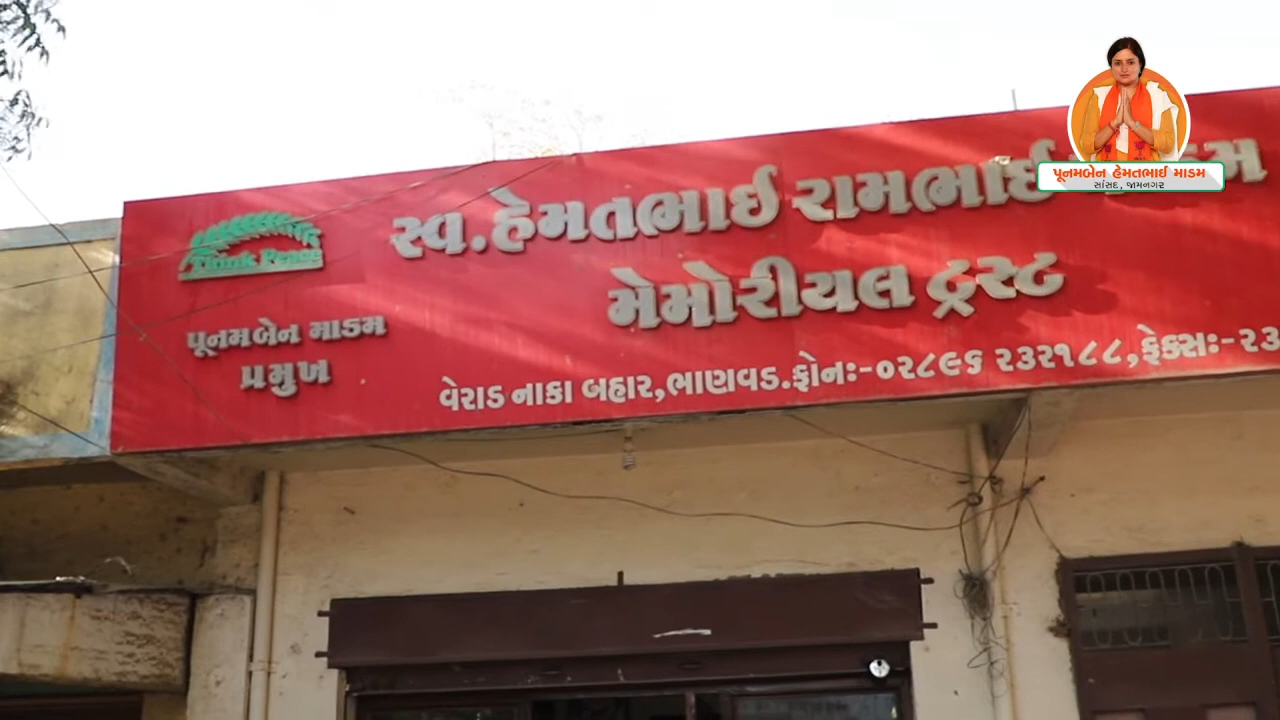 પૂનમબેન હેમતભાઈ માડમ
સાંસદ, જામનગર
સ્વ. હેમતભાઈ રામભાઈ
મેમોરીયલ ટ્રસ્ટ
Think Peace
પૂનમબેન માડમ
પ્રમુખ
વેરાડ નાકા બહાર,ભાણવડ.ફોનઃ-૦૨૮૯૬ ૨૩૨૧૮૮,ફેક્સઃ-૨૩